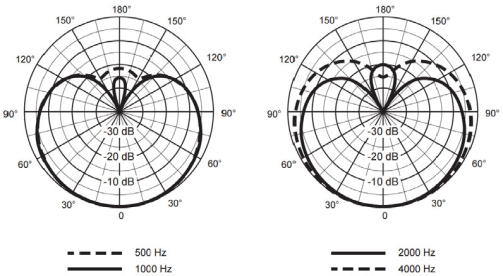 180° 180°
150° 150° 150° 150°
120° 120° 120° 120°
90° 90° 90° 90°
-30 dB -30 dB
60° 60° 60° 60°
-20 dB -20 dB
-10 dB -10 dB
30° 30° 30° 30°
0 0
500 Hz 2000 Hz
1000 Hz 4000 Hz